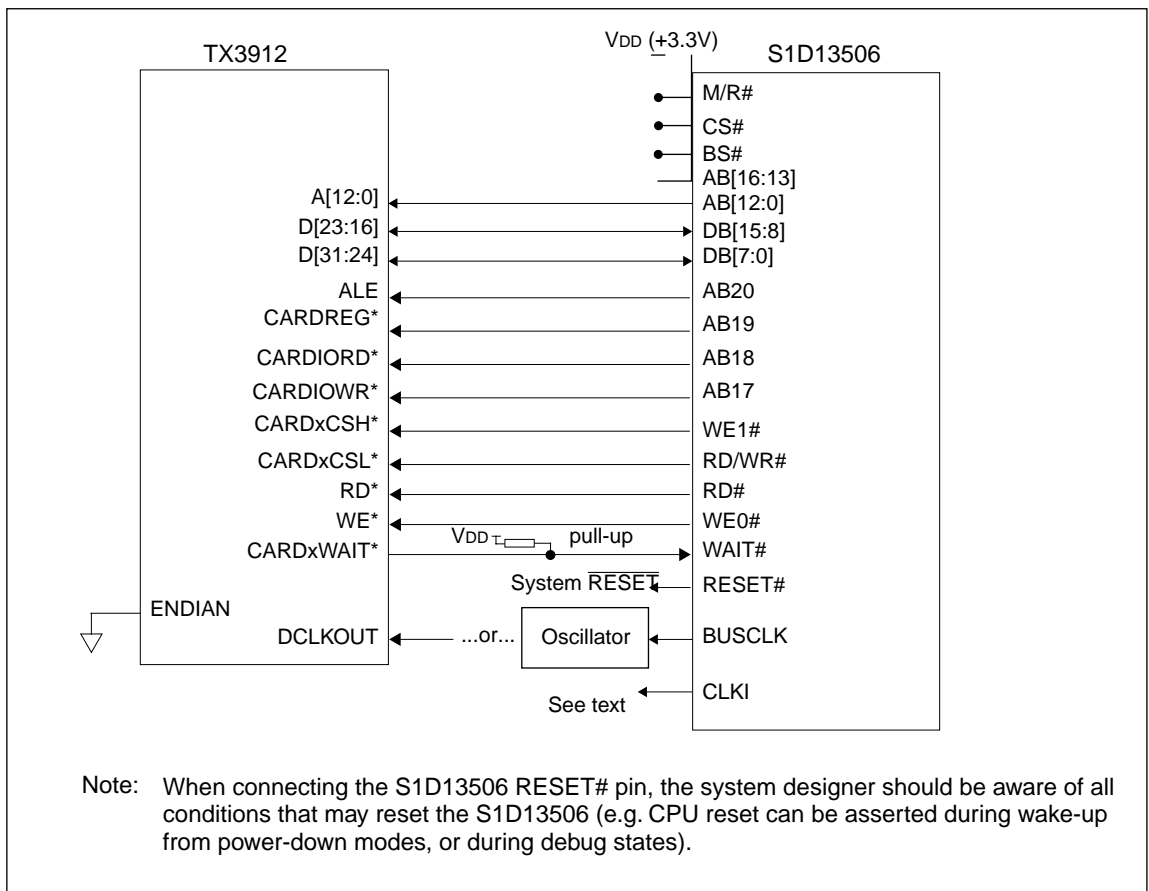 VDD (+3.3V)
TX3912
S1D13506
M/R#
CS#
BS#
AB[16:13]
A[12:0]
AB[12:0]
D[23:16]
DB[15:8]
D[31:24]
DB[7:0]
ALE
AB20
CARDREG*
AB19
CARDIORD*
AB18
CARDIOWR*
AB17
CARDxCSH*
WE1#
CARDxCSL*
RD/WR#
RD*
RD#
WE*
WE0#
VDD
pull-up
CARDxWAIT*
WAIT#
System RESET
RESET#
ENDIAN
DCLKOUT
...or...
Oscillator
BUSCLK
See text
CLKI
Note: When connecting the S1D13506 RESET# pin, the system designer should be aware of all
conditions that may reset the S1D13506 (e.g. CPU reset can be asserted during wake-up
from power-down modes, or during debug states).